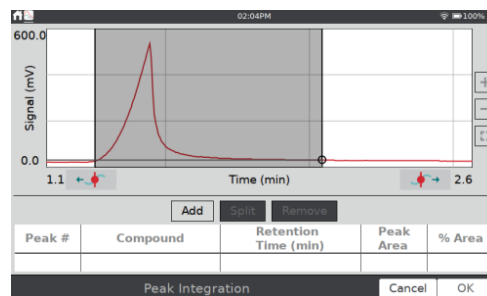 02:04PM
100%
600.0
Signal (mV)
0.0
1.1
Time (min)
2.6
Add
Split
Remove
Peak #
Compound
Retention
Time (min)
Peak
Area
% Area
Peak Integration
Cancel
OK